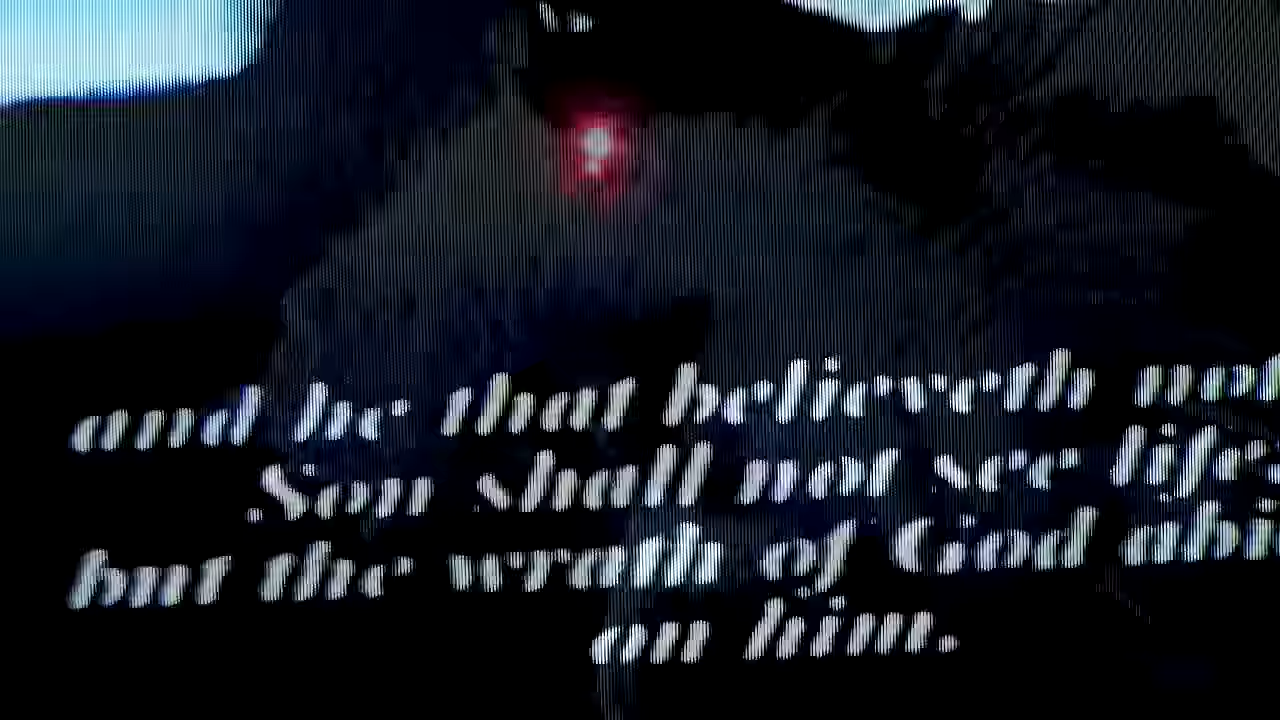 and he that believeth not
Son shall not see life
but the wrath of God abi
on him.